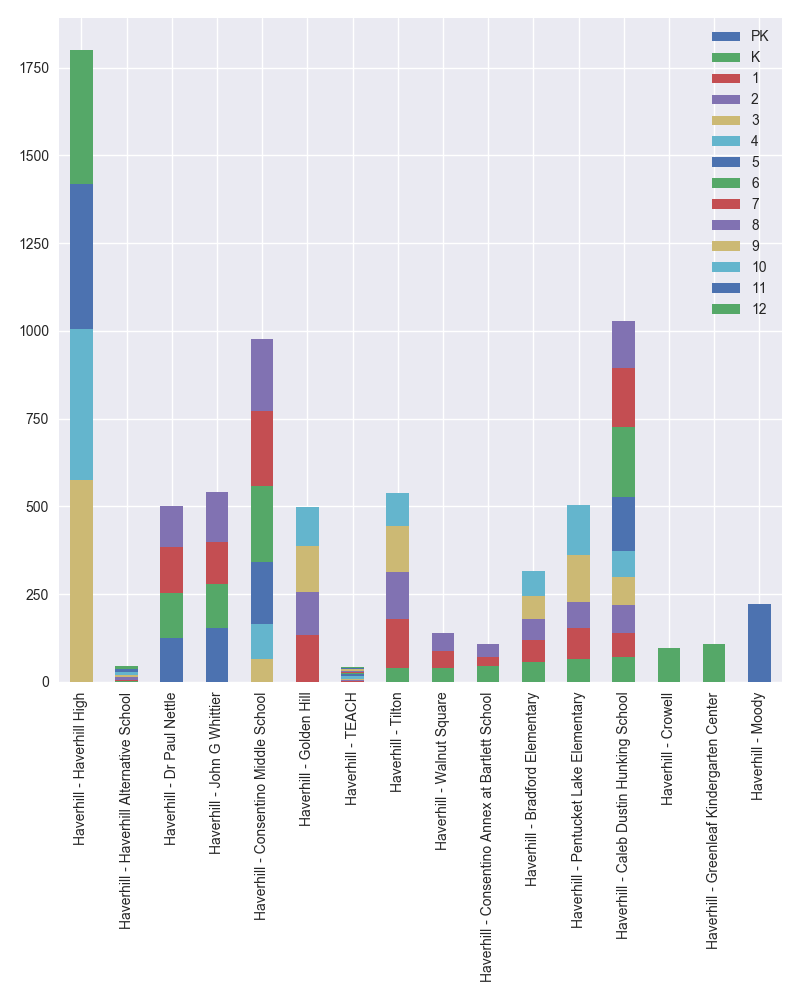 1750
1500
1250
1000
750
500
250
0
PK
K
1
2
3
4
5
6
7
8
9
10
11
12
Haverhill - Haverhill High
Haverhill - Haverhill Alternative School
Haverhill - Dr Paul Nettle
Haverhill - John G Whittier
Haverhill - Consentino Middle School
Haverhill - Golden Hill
Haverhill - TEACH
Haverhill - Tilton
Haverhill - Walnut Square
Haverhill - Consentino Annex at Bartlett School
Haverhill - Bradford Elementary
Haverhill - Pentucket Lake Elementary
Haverhill - Caleb Dustin Hunking School
Haverhill - Crowell
Haverhill - Greenleaf Kindergarten Center
Haverhill - Moody